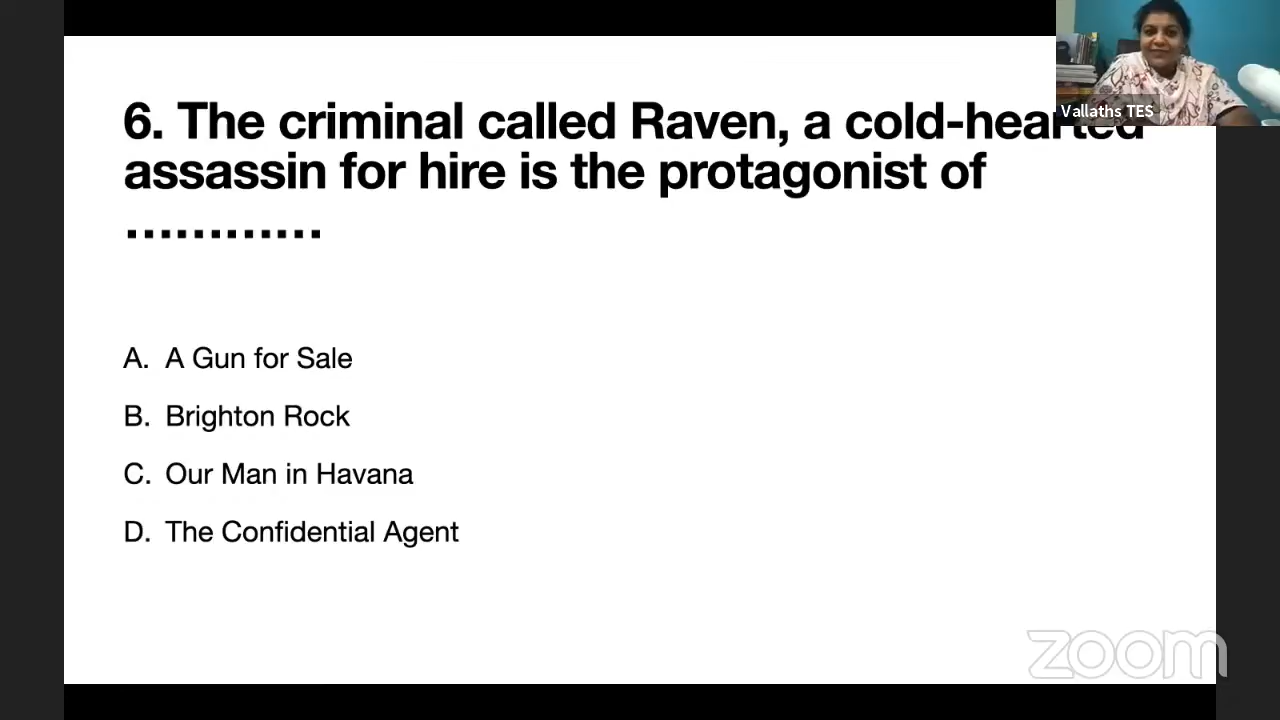 6. The criminal called Raven, a cold-hearted
assassin for hire is the protagonist of
............
A. A Gun for Sale
B. Brighton Rock
C. Our Man in Havana
D. The Confidential Agent
Vallaths TES
zoom